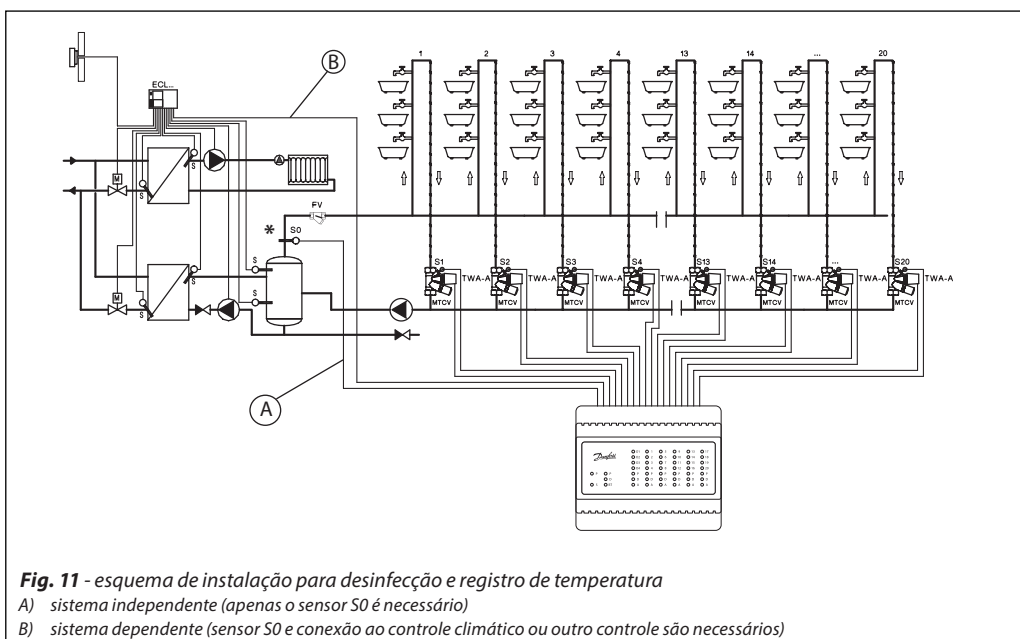 1 2 3 4 13 14 ... 20
B
ECL...
M
S
S
FV
* S0
S
S
M
S
S
S1 S2 S3 S4 S13 S14 ... S20
TWA-A TWA-A TWA-A TWA-A TWA-A TWA-A TWA-A TWA-A
MTCV MTCV MTCV MTCV MTCV MTCV MTCV MTCV
A
Danfoss
Fig. 11 - esquema de instalação para desinfecção e registro de temperatura
A) sistema independente (apenas o sensor S0 é necessário)
B) sistema dependente (sensor S0 e conexão ao controle climático ou outro controle são necessários)